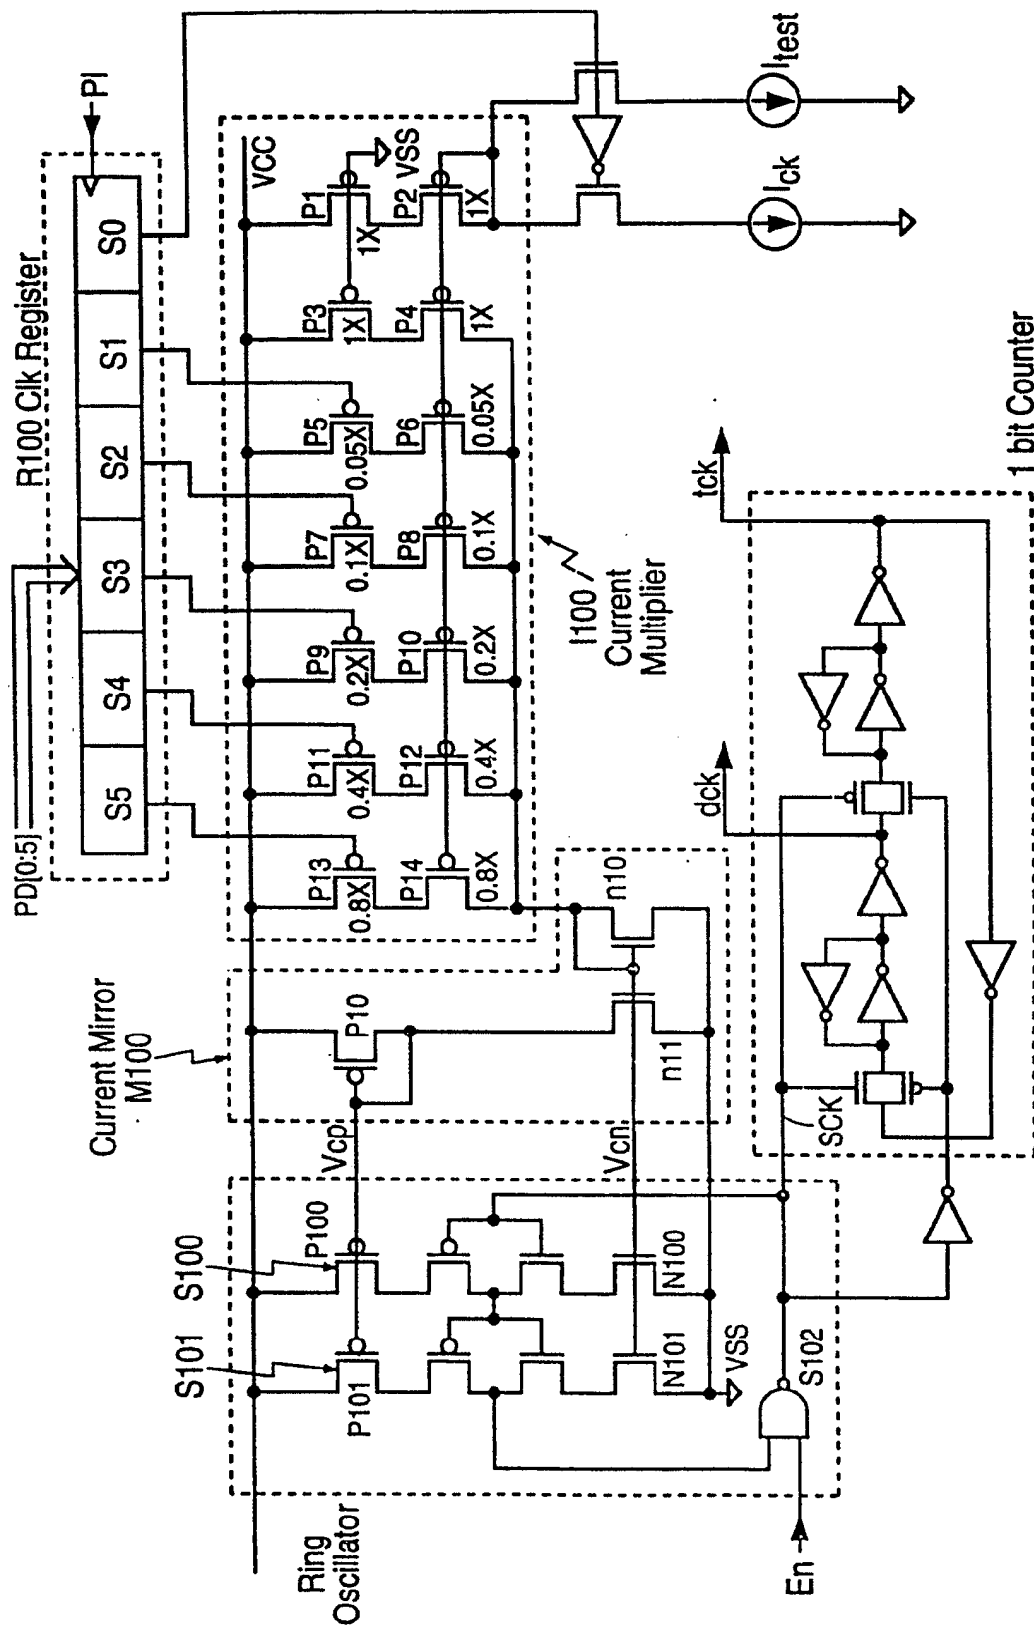 R100 Clk Register
PD[0:5]
S5
S4
S3
S2
S1
S0
PI
VCC
P13
0.8X
P11
0.4X
P9
0.2X
P7
0.1X
P5
0.05X
P3
1X
P1
1X
VSS
P14
0.8X
P12
0.4X
P10
0.2X
P8
0.1X
P6
0.05X
P4
1X
P2
1X
I100
Current
Multiplier
Itest
Ick
Current Mirror
M100
P10
n10
n11
Vcp
Vcn
Ring
Oscillator
S101
S100
P101
P100
N101
N100
VSS
S102
En
SCK
dck
tck
1 bit Counter